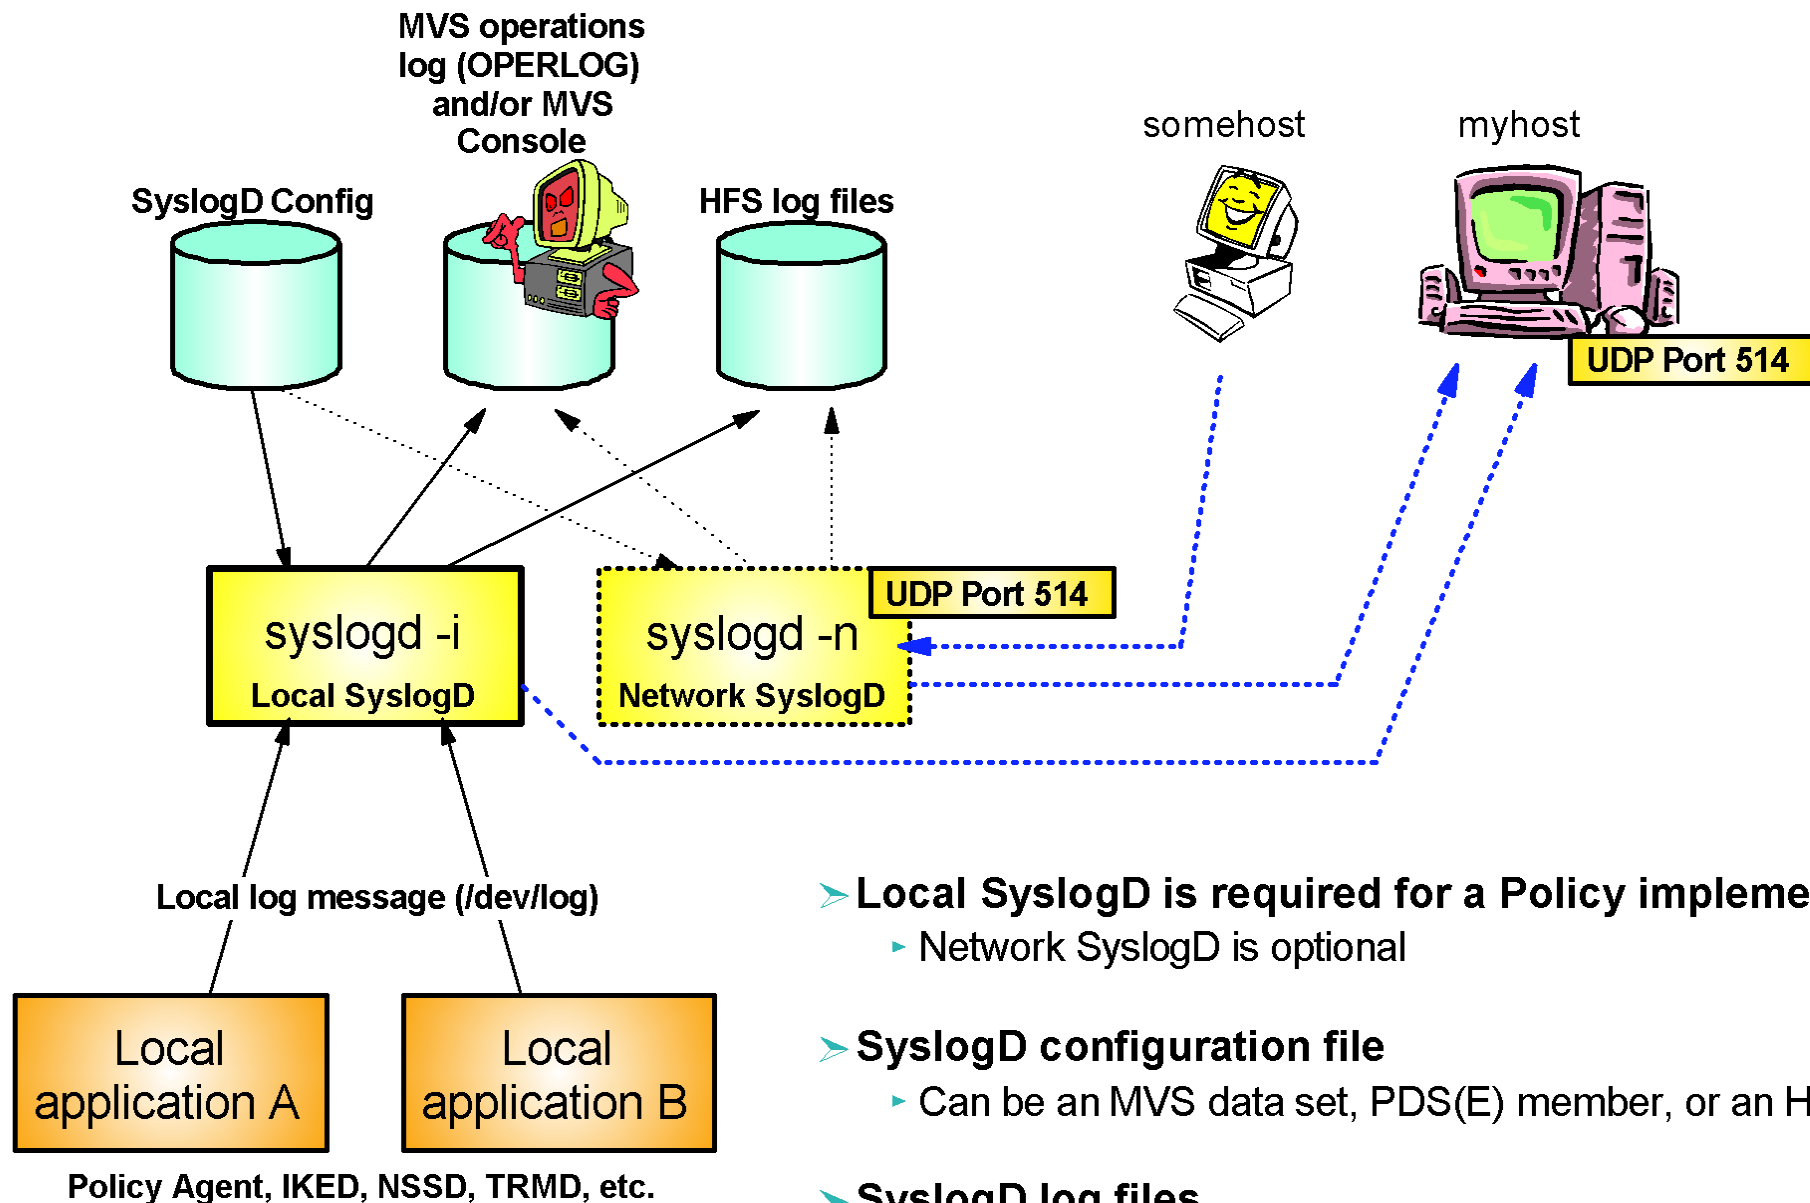 MVS operations
log (OPERLOG)
and/or MVS
Console
somehost
myhost
SyslogD Config
HFS log files
UDP Port 514
UDP Port 514
syslogd -i
Local SyslogD
syslogd -n
Network SyslogD
Local log message (/dev/log)
➢ Local SyslogD is required for a Policy impleme
‣ Network SyslogD is optional
Local
application A
Local
application B
➢ SyslogD configuration file
‣ Can be an MVS data set, PDS(E) member, or an H
Policy Agent, IKED, NSSD, TRMD, etc.
➢ SyslogD log files